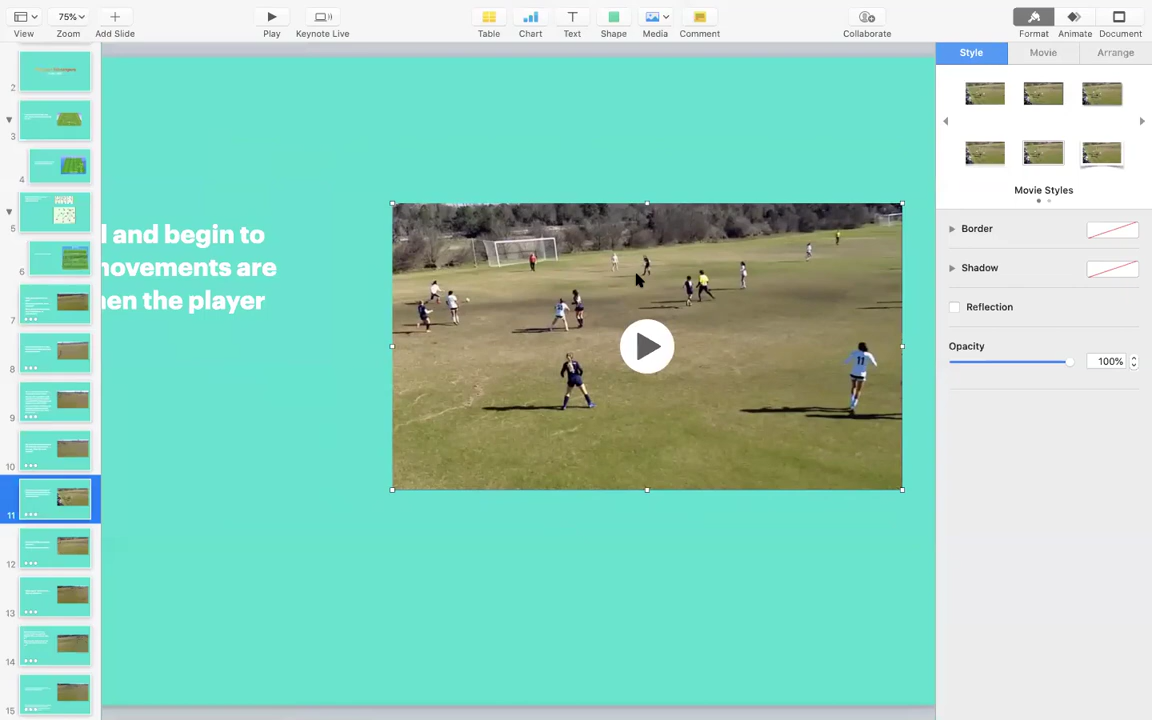 View
75%
Zoom
Add Slide
Play
Keynote Live
Table
Chart
Text
Shape
Media
Comment
Collaborate
Format
Animate
Document
Style
Movie
Arrange
Movie Styles
Border
Shadow
Reflection
Opacity
100%
l and begin to
movements are
hen the player
11
2
3
4
5
6
7
8
9
10
11
12
13
14
15